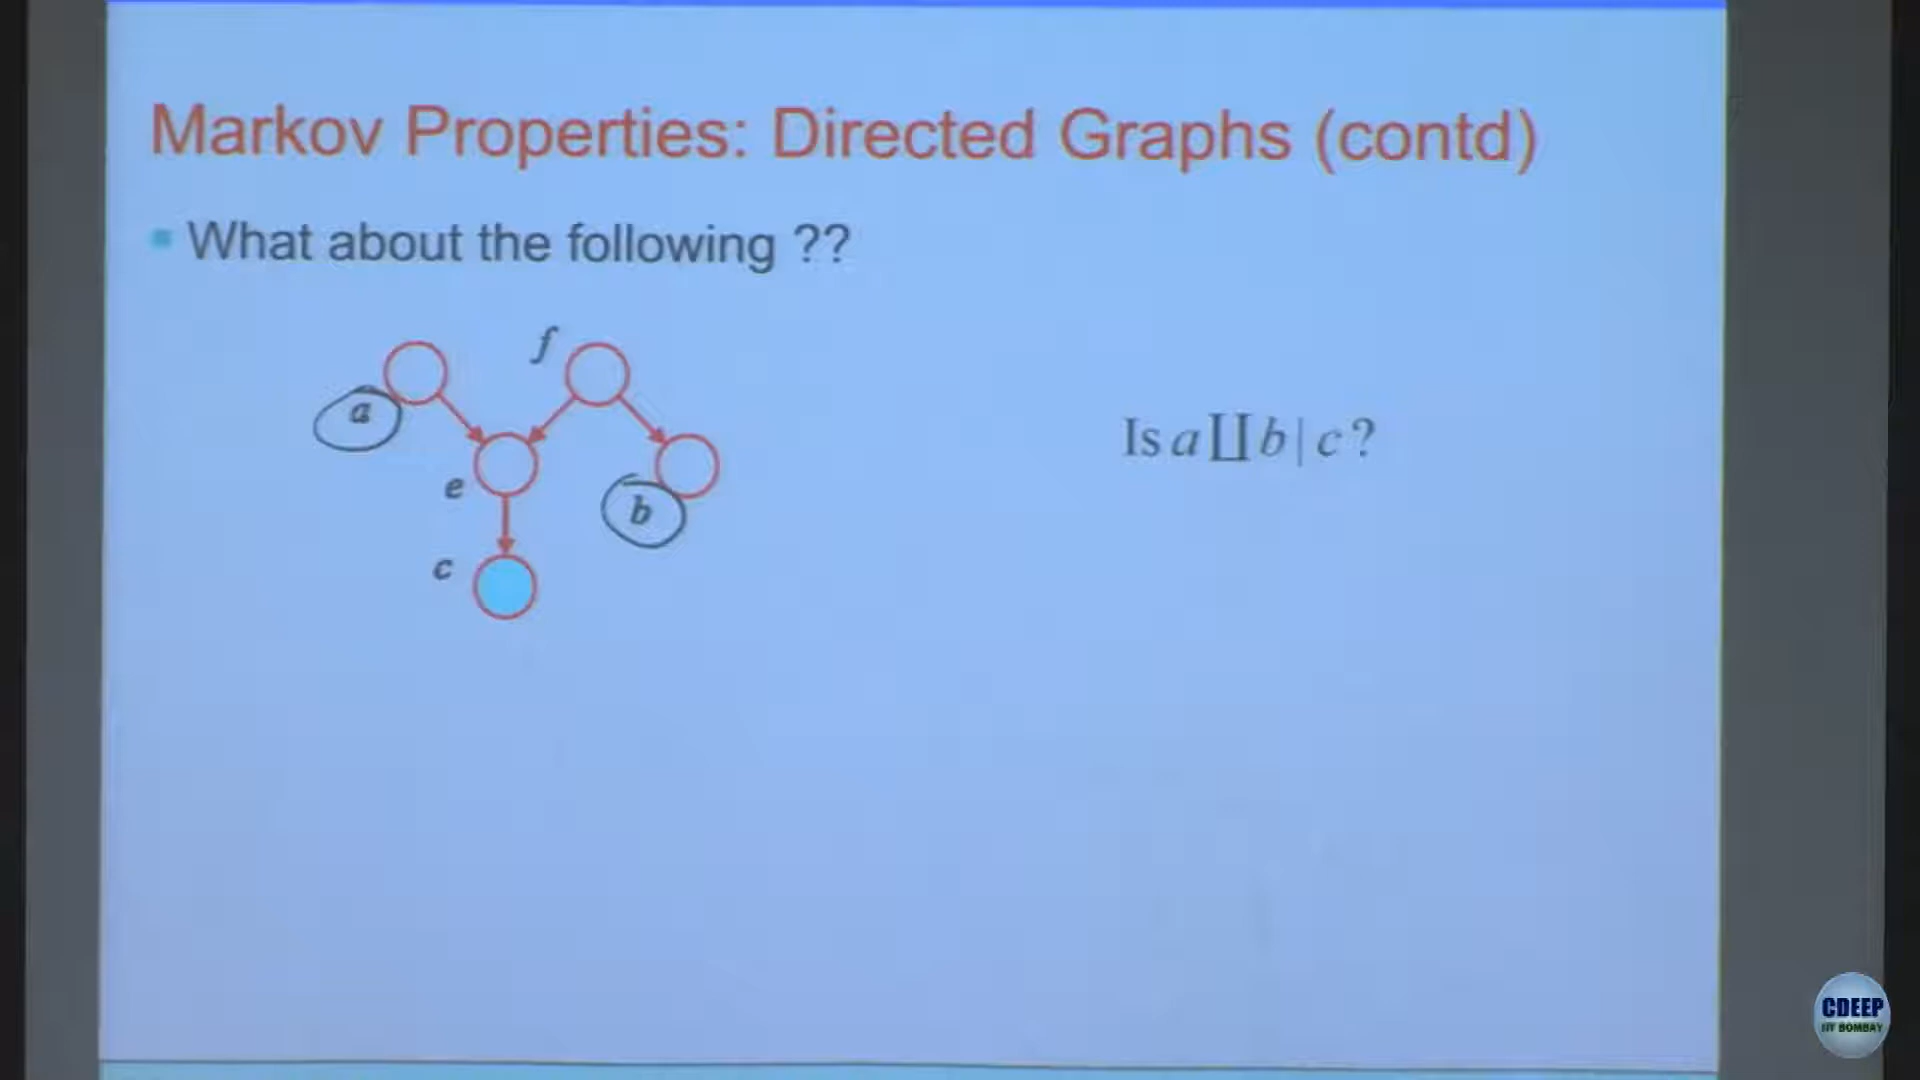 Markov Properties: Directed Graphs (contd)
What about the following ??
f
a
e
b
c
Is a ∐ b | c ?
CDEEP
IIT BOMBAY